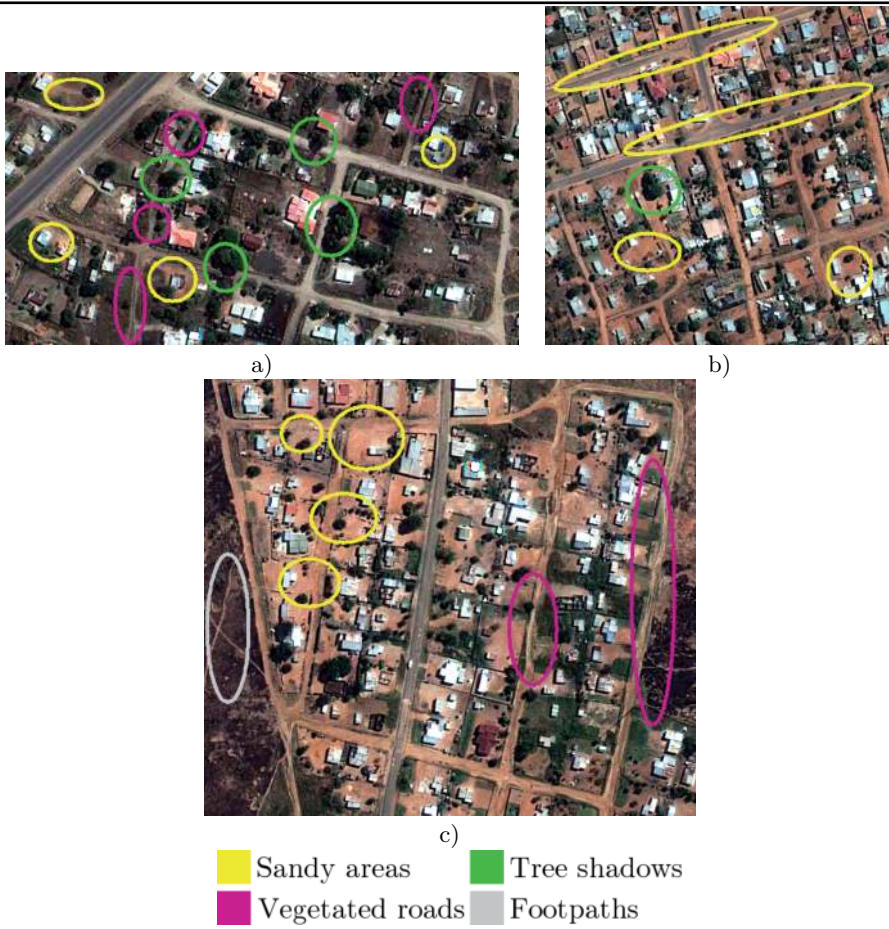 a)
b)
c)
Sandy areas
Tree shadows
Vegetated roads
Footpaths